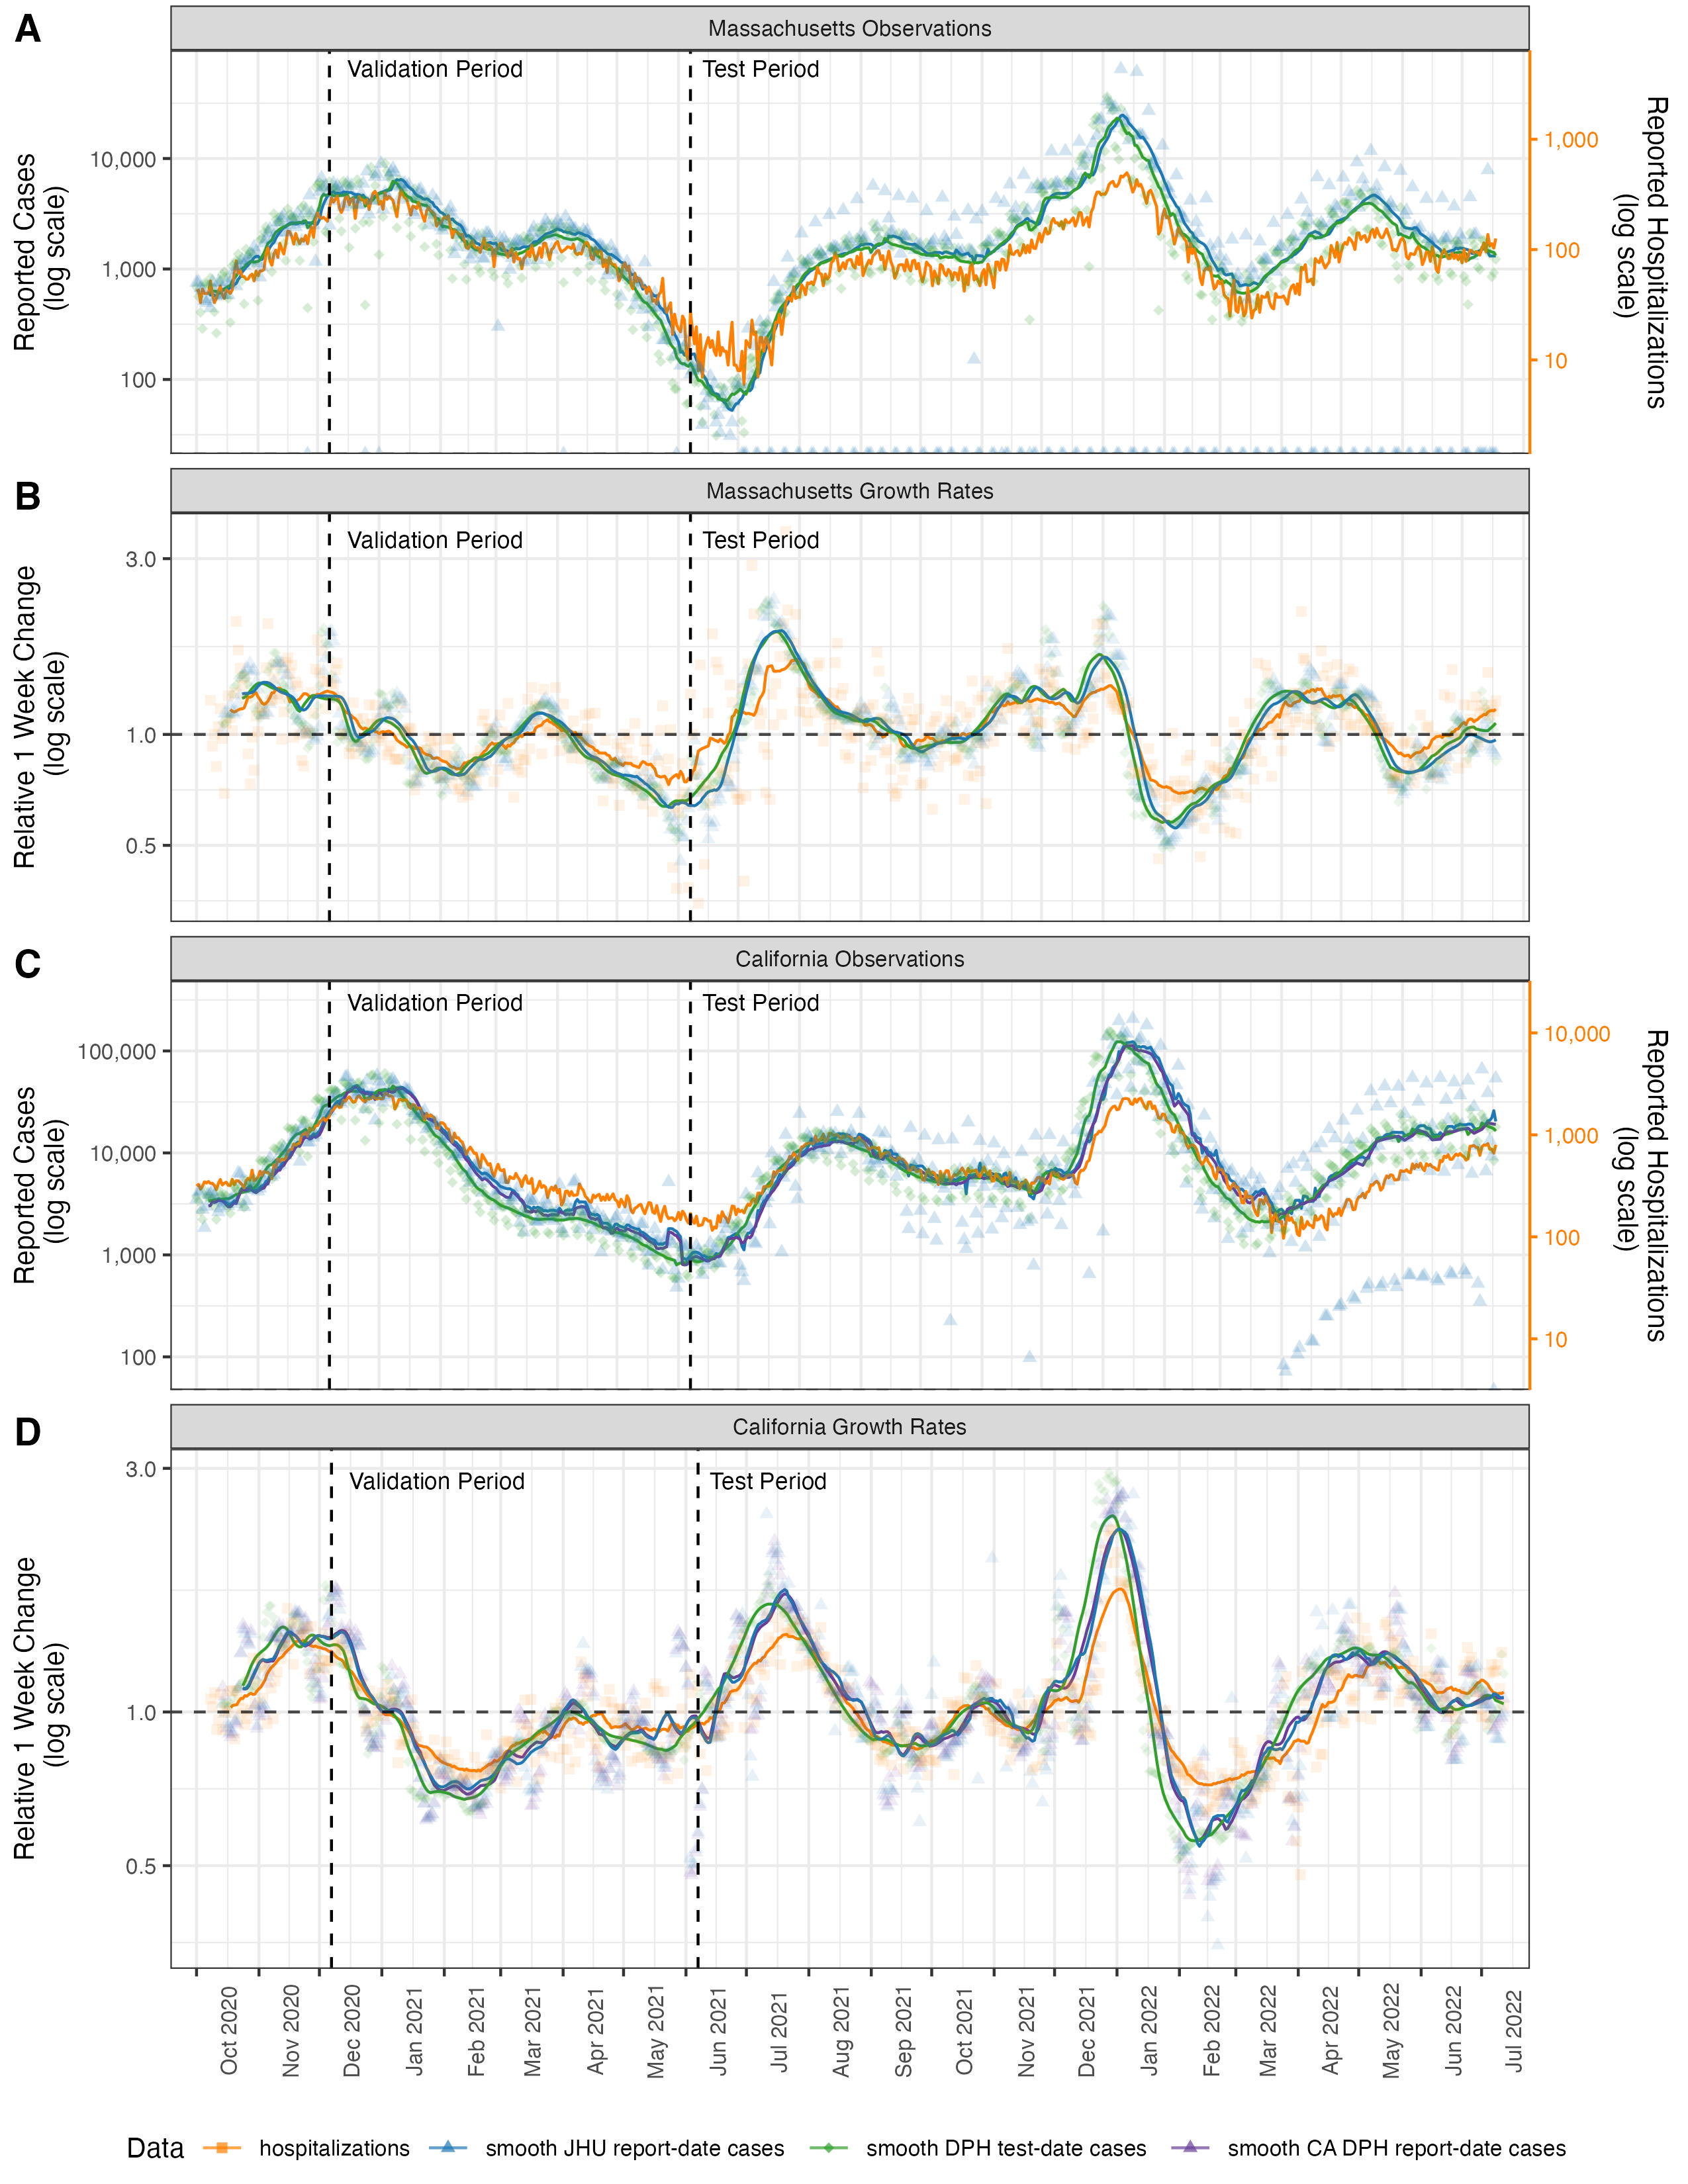 A
Massachusetts Observations
Validation Period
Test Period
Reported Cases
(log scale)
10,000
1,000
100
1,000
100
10
Reported Hospitalizations
(log scale)
B
Massachusetts Growth Rates
Validation Period
Test Period
Relative 1 Week Change
(log scale)
3.0
1.0
0.5
C
California Observations
Validation Period
Test Period
Reported Cases
(log scale)
100,000
10,000
1,000
100
10,000
1,000
100
10
Reported Hospitalizations
(log scale)
D
California Growth Rates
Validation Period
Test Period
Relative 1 Week Change
(log scale)
3.0
1.0
0.5
Oct 2020
Nov 2020
Dec 2020
Jan 2021
Feb 2021
Mar 2021
Apr 2021
May 2021
Jun 2021
Jul 2021
Aug 2021
Sep 2021
Oct 2021
Nov 2021
Dec 2021
Jan 2022
Feb 2022
Mar 2022
Apr 2022
May 2022
Jun 2022
Jul 2022
Data
hospitalizations
smooth JHU report-date cases
smooth DPH test-date cases
smooth CA DPH report-date cases